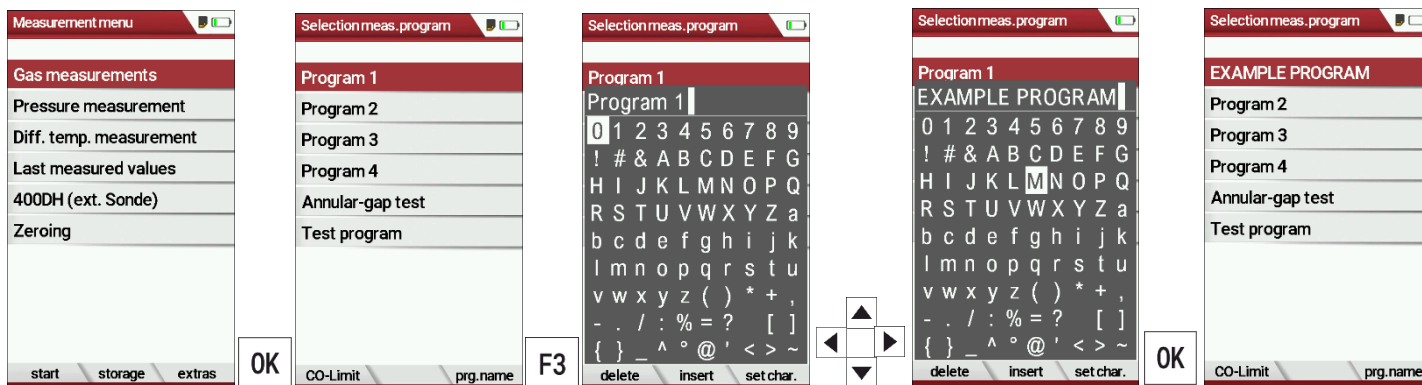 Measurement menu
Gas measurements
Pressure measurement
Diff. temp. measurement
Last measured values
400DH (ext. Sonde)
Zeroing
start storage extras
OK
Selection meas. program
Program 1
Program 2
Program 3
Program 4
Annular-gap test
Test program
CO-Limit prg.name
F3
Selection meas. program
Program 1
Program 1
0 1 2 3 4 5 6 7 8 9
! # & A B C D E F G
H I J K L M N O P Q
R S T U V W X Y Z a
b c d e f g h i j k
l m n o p q r s t u
v w x y z ( ) * + ,
- . / : % = ? [ ]
{ } _ ^ ° @ ' < > ~
delete insert set char.
Selection meas. program
Program 1
EXAMPLE PROGRAM
0 1 2 3 4 5 6 7 8 9
! # & A B C D E F G
H I J K L M N O P Q
R S T U V W X Y Z a
b c d e f g h i j k
l m n o p q r s t u
v w x y z ( ) * + ,
- . / : % = ? [ ]
{ } _ ^ ° @ ' < > ~
delete insert set char.
OK
Selection meas. program
EXAMPLE PROGRAM
Program 2
Program 3
Program 4
Annular-gap test
Test program
CO-Limit prg.name